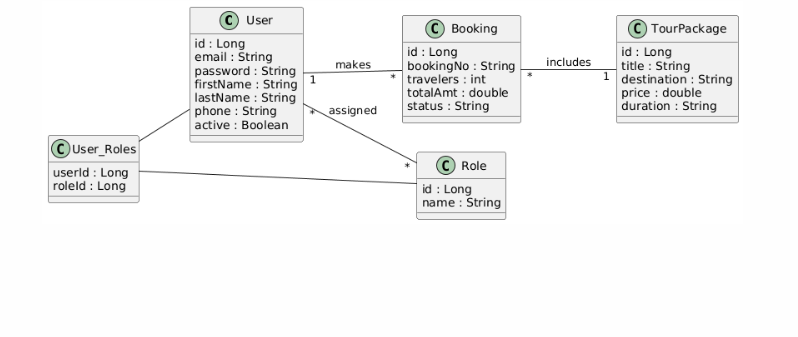 C User
id : Long
email : String
password : String
firstName : String
lastName : String
phone : String
active : Boolean
1
makes
*
C Booking
id : Long
bookingNo : String
travelers : int
totalAmt : double
status : String
*
includes
1
C TourPackage
id : Long
title : String
destination : String
price : double
duration : String
*
assigned
*
C User_Roles
userId : Long
roleId : Long
C Role
id : Long
name : String